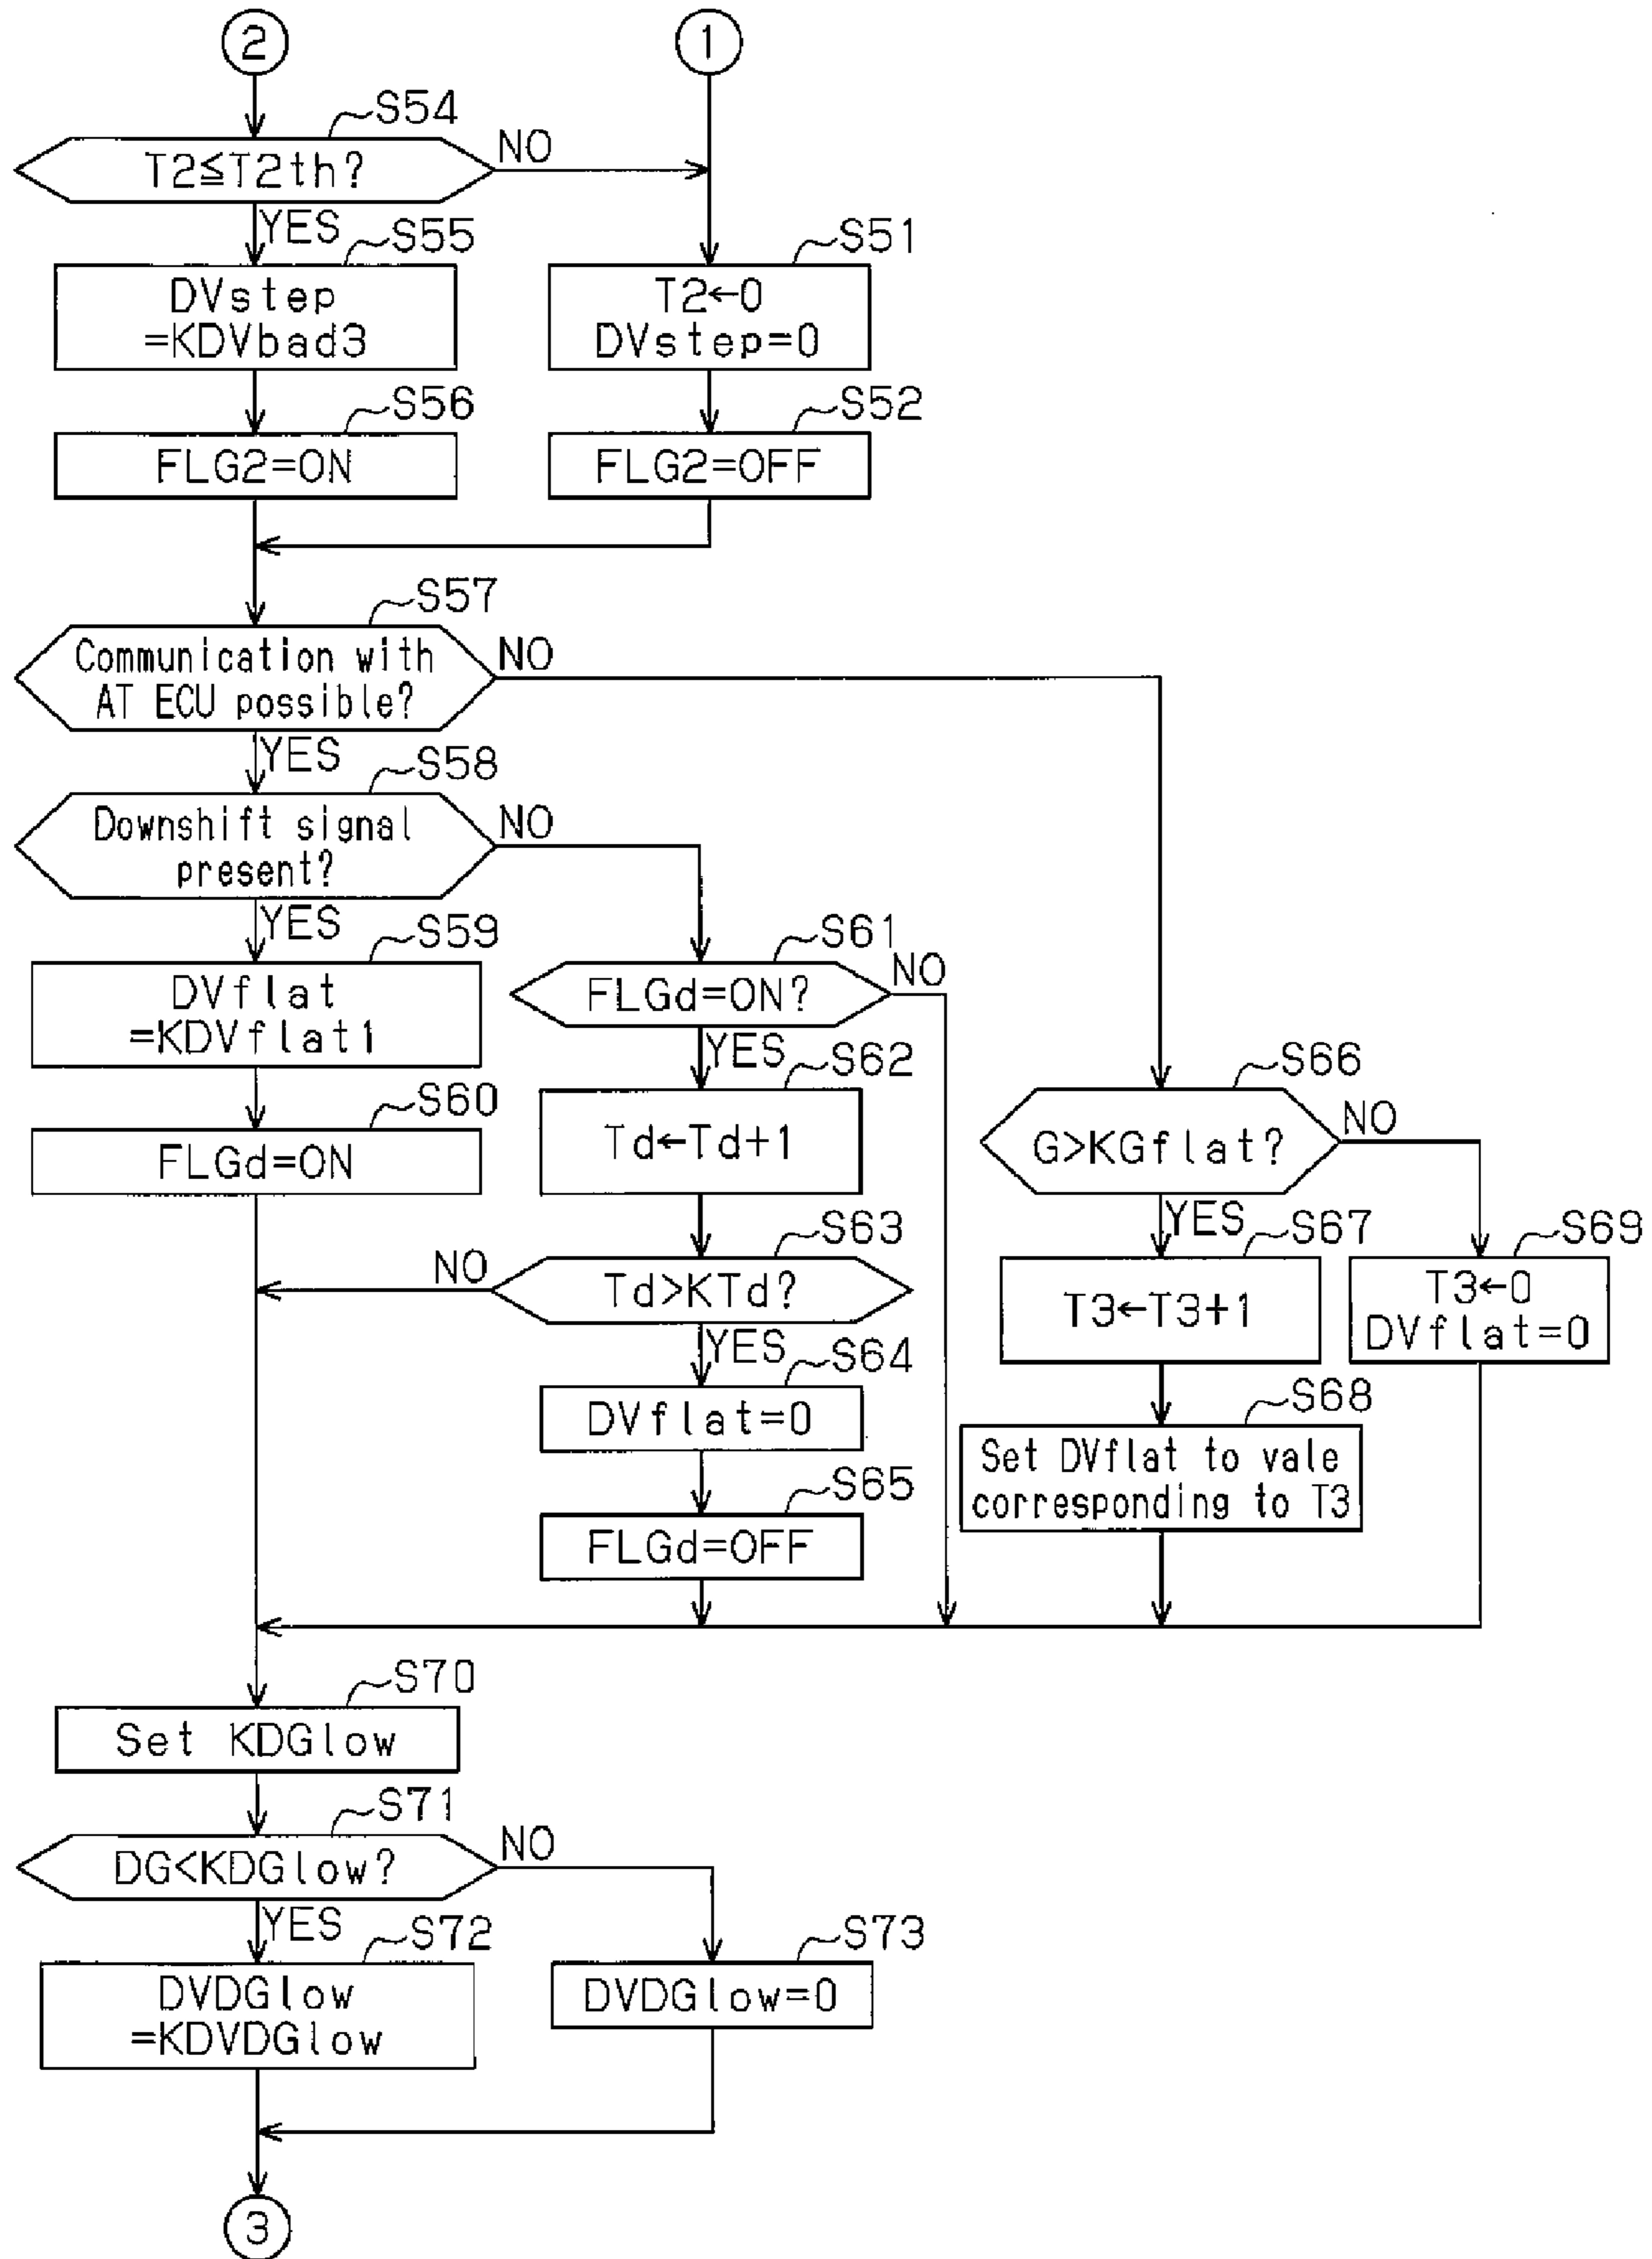 2
1
S54
T2≦T2th?
NO
YES
S55
DVstep
=KDVbad3
S51
T2←0
DVstep=0
S56
FLG2=ON
S52
FLG2=OFF
S57
Communication with
AT ECU possible?
NO
YES
S58
Downshift signal
present?
NO
YES
S59
DVflat
=KDVflat1
S60
FLGd=ON
S61
FLGd=ON?
NO
YES
S62
Td←Td+1
S63
Td>KTd?
NO
YES
S64
DVflat=0
S65
FLGd=OFF
S66
G>KGflat?
NO
YES
S67
T3←T3+1
S68
Set DVflat to vale
corresponding to T3
S69
T3←0
DVflat=0
S70
Set KDGlow
S71
DG<KDGlow?
NO
YES
S72
DVDGlow
=KDVDGlow
S73
DVDGlow=0
3